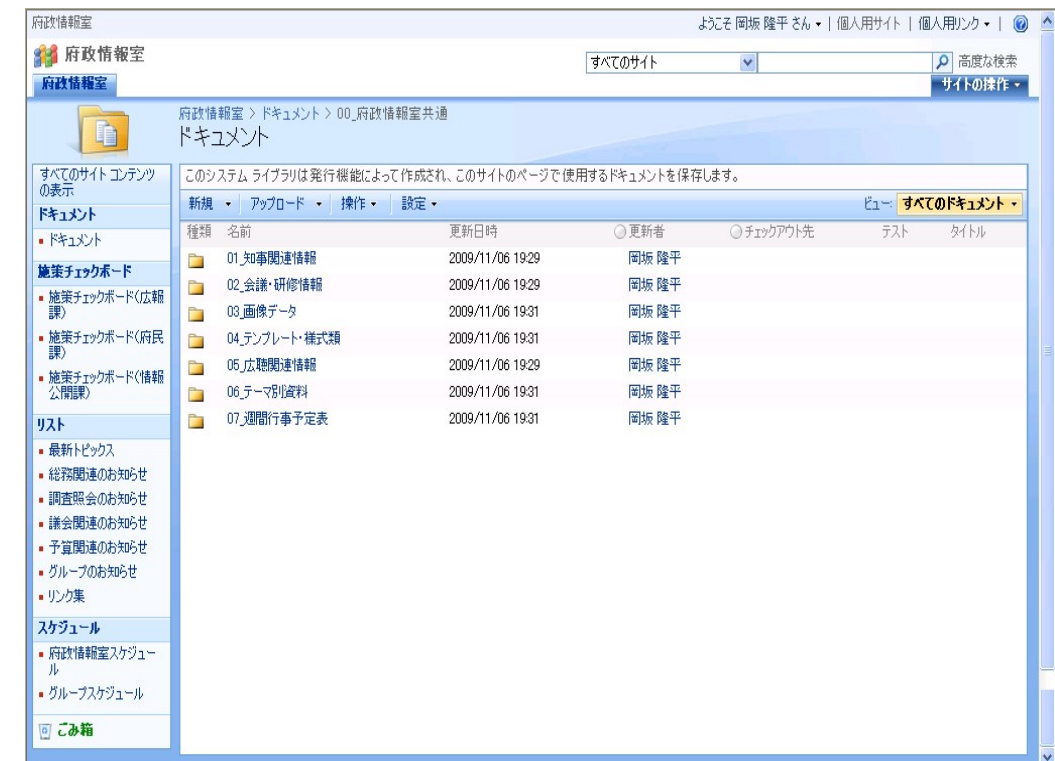 府政情報室
ようこそ 岡坂 隆平 さん ▾ | 個人用サイト | 個人用リンク ▾ |
府政情報室
すべてのサイト
高度な検索
府政情報室
サイトの操作 ▾
府政情報室 > ドキュメント > 00_府政情報室共通
ドキュメント
すべてのサイト コンテンツ
の表示
ドキュメント
ドキュメント
施策チェックボード
施策チェックボード(広報
課)
施策チェックボード(府民
課)
施策チェックボード(情報
公開課)
リスト
最新トピックス
総務関連のお知らせ
調査照会のお知らせ
議会関連のお知らせ
予算関連のお知らせ
グループのお知らせ
リンク集
スケジュール
府政情報室スケジュー
ル
グループスケジュール
ごみ箱
このシステム ライブラリは発行機能によって作成され、このサイトのページで使用するドキュメントを保存します。
新規 ▾ アップロード ▾ 操作 ▾ 設定 ▾ ビュー: すべてのドキュメント ▾
種類 名前 更新日時 更新者 チェックアウト先 テスト タイトル
01_知事関連情報 2009/11/06 19:29 岡坂 隆平
02_会議・研修情報 2009/11/06 19:29 岡坂 隆平
03_画像データ 2009/11/06 19:31 岡坂 隆平
04_テンプレート・様式類 2009/11/06 19:31 岡坂 隆平
05_広聴関連情報 2009/11/06 19:29 岡坂 隆平
06_テーマ別資料 2009/11/06 19:31 岡坂 隆平
07_週間行事予定表 2009/11/06 19:31 岡坂 隆平